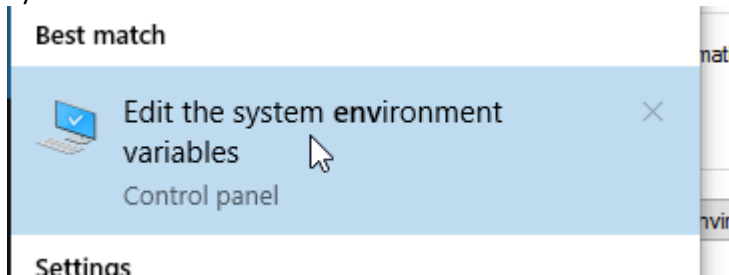 Best match
Edit the system environment
variables
Control panel
Settings